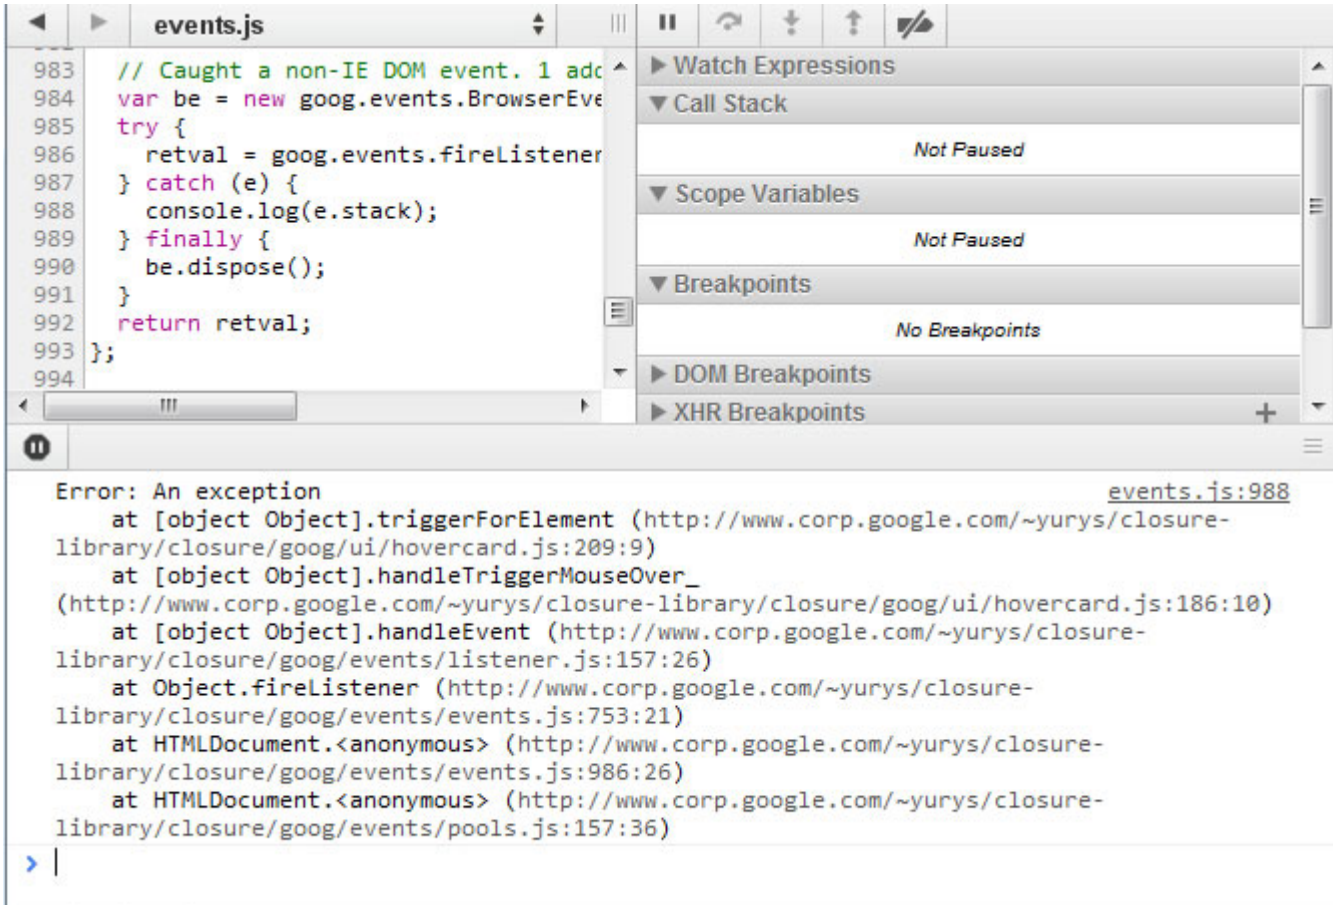 events.js
983 // Caught a non-IE DOM event. 1 add
984 var be = new goog.events.BrowserEve
985 try {
986 retval = goog.events.fireListener
987 } catch (e) {
988 console.log(e.stack);
989 } finally {
990 be.dispose();
991 }
992 return retval;
993 };
994
Watch Expressions
Call Stack
Not Paused
Scope Variables
Not Paused
Breakpoints
No Breakpoints
DOM Breakpoints
XHR Breakpoints +
Error: An exception events.js:988
at [object Object].triggerForElement (http://www.corp.google.com/~yurys/closure-
library/closure/goog/ui/hovercard.js:209:9)
at [object Object].handleTriggerMouseOver_
(http://www.corp.google.com/~yurys/closure-library/closure/goog/ui/hovercard.js:186:10)
at [object Object].handleEvent (http://www.corp.google.com/~yurys/closure-
library/closure/goog/events/listener.js:157:26)
at Object.fireListener (http://www.corp.google.com/~yurys/closure-
library/closure/goog/events/events.js:753:21)
at HTMLDocument.<anonymous> (http://www.corp.google.com/~yurys/closure-
library/closure/goog/events/events.js:986:26)
at HTMLDocument.<anonymous> (http://www.corp.google.com/~yurys/closure-
library/closure/goog/events/pools.js:157:36)
>